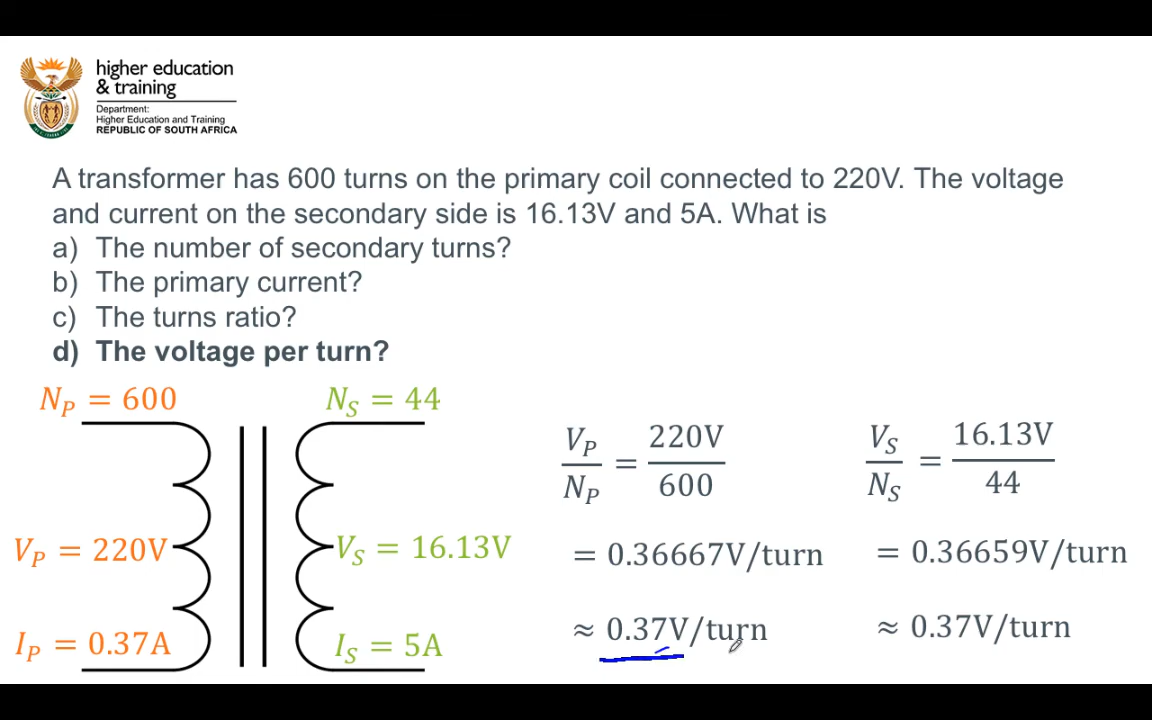 higher education
& training
Department:
Higher Education and Training
REPUBLIC OF SOUTH AFRICA
A transformer has 600 turns on the primary coil connected to 220V. The voltage
and current on the secondary side is 16.13V and 5A. What is
a) The number of secondary turns?
b) The primary current?
c) The turns ratio?
d) The voltage per turn?
N_P = 600
N_S = 44
V_P = 220V
V_S = 16.13V
I_P = 0.37A
I_S = 5A
V_P/N_P = 220V/600
= 0.36667V/turn
≈ 0.37V/turn
V_S/N_S = 16.13V/44
= 0.36659V/turn
≈ 0.37V/turn